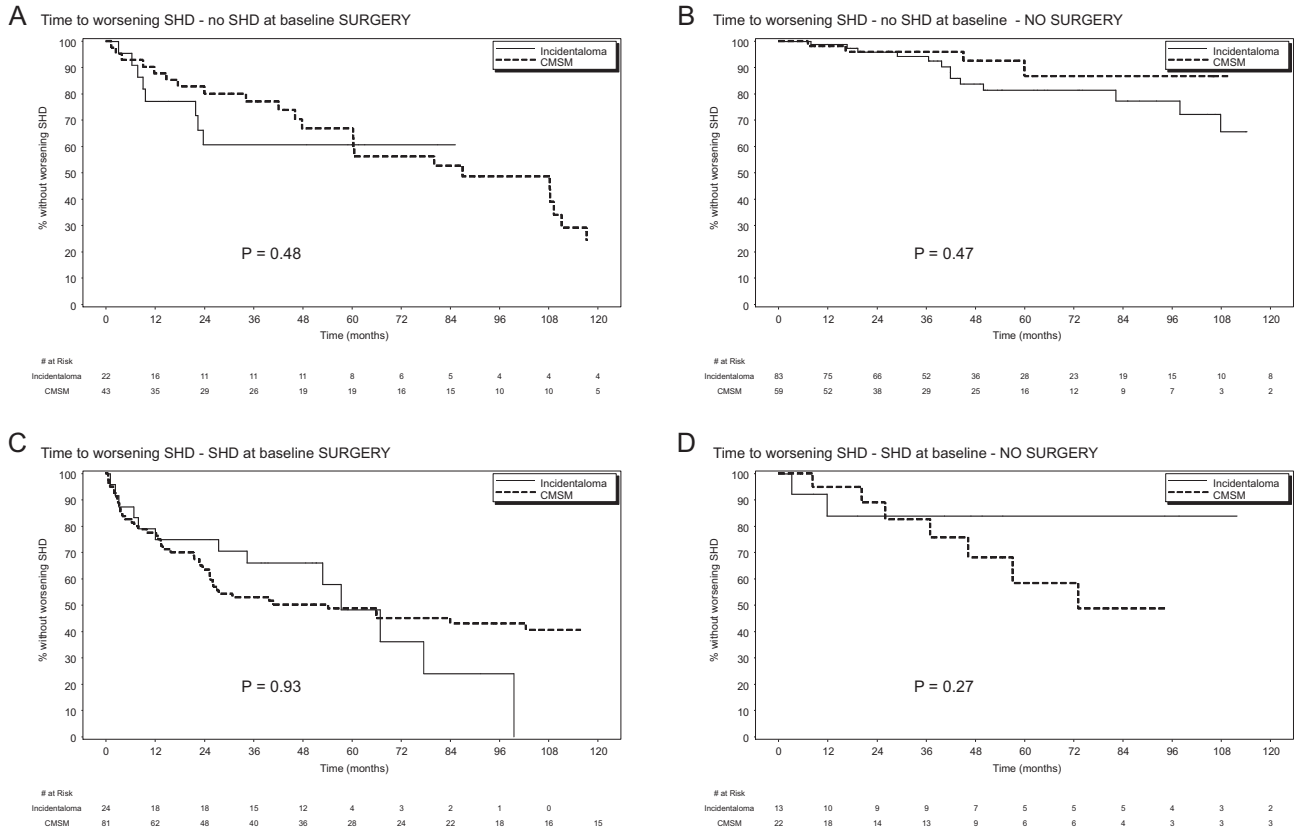 A Time to worsening SHD - no SHD at baseline SURGERY
100
90
80
70
60
50
40
30
20
10
0
% without worsening SHD
Incidentaloma
CMSM
P = 0.48
0 12 24 36 48 60 72 84 96 108 120
Time (months)
# at Risk
Incidentaloma 22 16 11 11 11 8 6 5 4 4 4
CMSM 43 35 29 26 19 19 16 15 10 10 5
B Time to worsening SHD - no SHD at baseline - NO SURGERY
100
90
80
70
60
50
40
30
20
10
0
% without worsening SHD
Incidentaloma
CMSM
P = 0.47
0 12 24 36 48 60 72 84 96 108 120
Time (months)
# at Risk
Incidentaloma 83 75 66 52 36 28 23 19 15 10 8
CMSM 59 52 38 29 25 16 12 9 7 3 2
C Time to worsening SHD - SHD at baseline SURGERY
100
90
80
70
60
50
40
30
20
10
0
% without worsening SHD
Incidentaloma
CMSM
P = 0.93
0 12 24 36 48 60 72 84 96 108 120
Time (months)
# at Risk
Incidentaloma 24 18 18 15 12 4 3 2 1 0
CMSM 81 62 48 40 36 28 24 22 18 16 15
D Time to worsening SHD - SHD at baseline - NO SURGERY
100
90
80
70
60
50
40
30
20
10
0
% without worsening SHD
Incidentaloma
CMSM
P = 0.27
0 12 24 36 48 60 72 84 96 108 120
Time (months)
# at Risk
Incidentaloma 13 10 9 9 7 5 5 5 4 3 2
CMSM 22 18 14 13 9 6 6 4 3 3 3